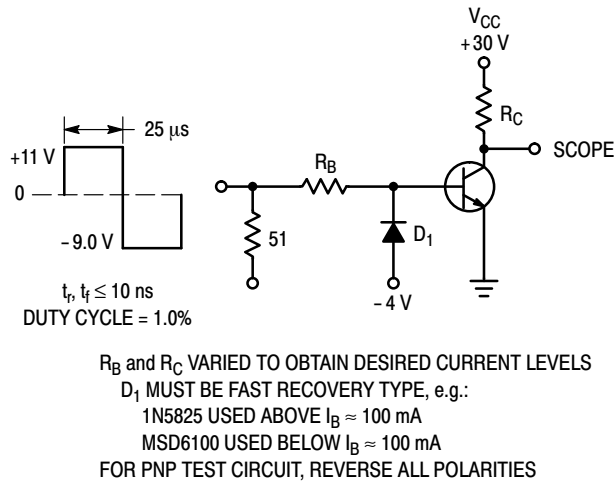 V_CC
+30 V
25 μs
R_C
+11 V
SCOPE
R_B
0
51
D_1
−9.0 V
−4 V
t_r, t_f ≤ 10 ns
DUTY CYCLE = 1.0%
R_B and R_C VARIED TO OBTAIN DESIRED CURRENT LEVELS
D_1 MUST BE FAST RECOVERY TYPE, e.g.:
1N5825 USED ABOVE I_B ≈ 100 mA
MSD6100 USED BELOW I_B ≈ 100 mA
FOR PNP TEST CIRCUIT, REVERSE ALL POLARITIES